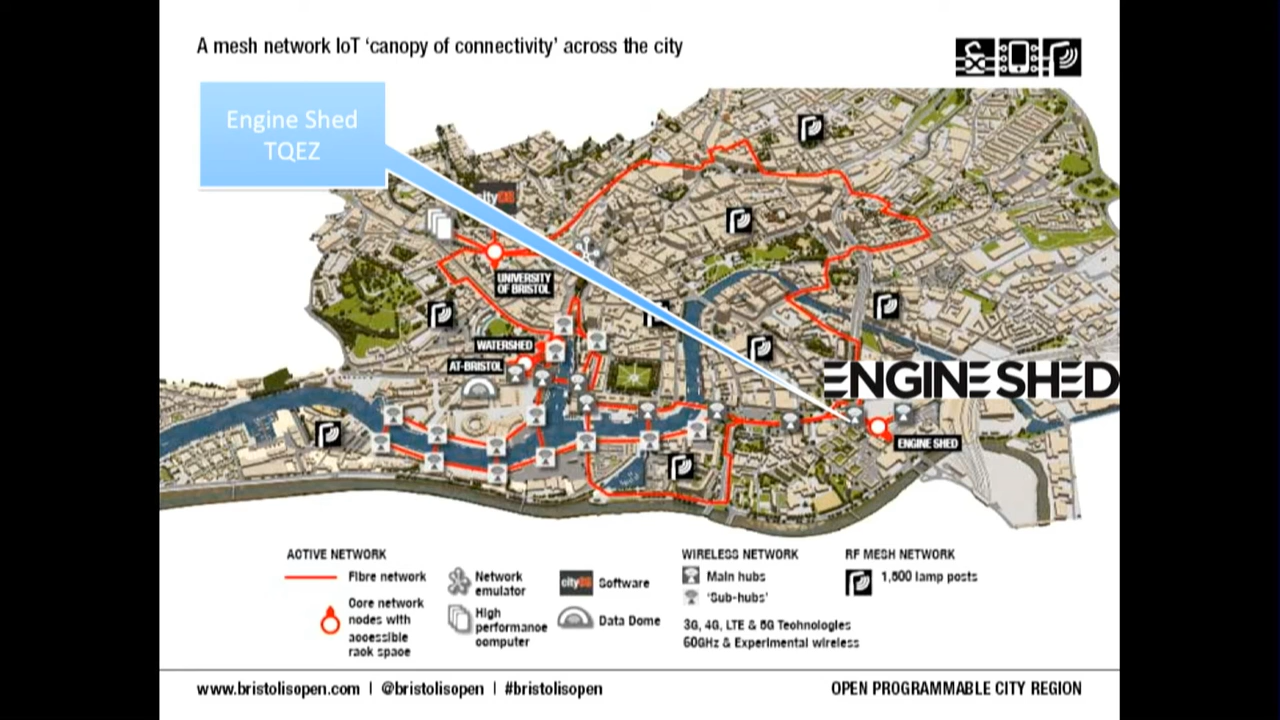 A mesh network IoT ‘canopy of connectivity’ across the city
Engine Shed
TQEZ
cityOS
UNIVERSITY
OF BRISTOL
WATERSHED
AT-BRISTOL
ENGINE SHED
ENGINE SHED
ACTIVE NETWORK
Fibre network
Core network
nodes with
accessible
rack space
Network
emulator
High
performance
computer
cityOS
Software
Data Dome
WIRELESS NETWORK
Main hubs
‘Sub-hubs’
3G, 4G, LTE & 5G Technologies
60GHz & Experimental wireless
RF MESH NETWORK
1,500 lamp posts
www.bristolisopen.com | @bristolisopen | #bristolisopen
OPEN PROGRAMMABLE CITY REGION